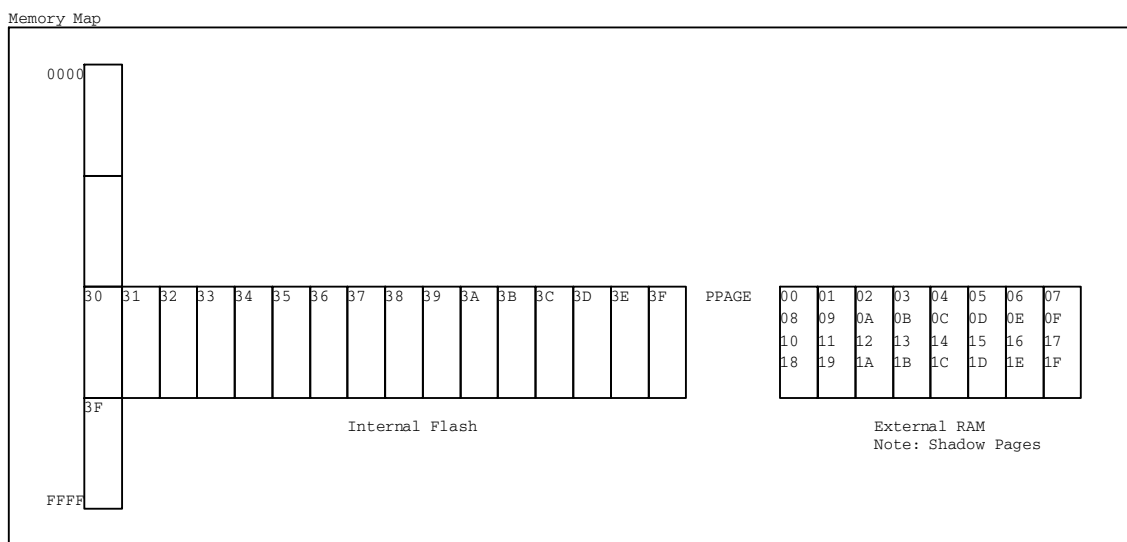 Memory Map
0000
30 31 32 33 34 35 36 37 38 39 3A 3B 3C 3D 3E 3F PPAGE 00 01 02 03 04 05 06 07
08 09 0A 0B 0C 0D 0E 0F
10 11 12 13 14 15 16 17
18 19 1A 1B 1C 1D 1E 1F
3F
Internal Flash External RAM
Note: Shadow Pages
FFFF